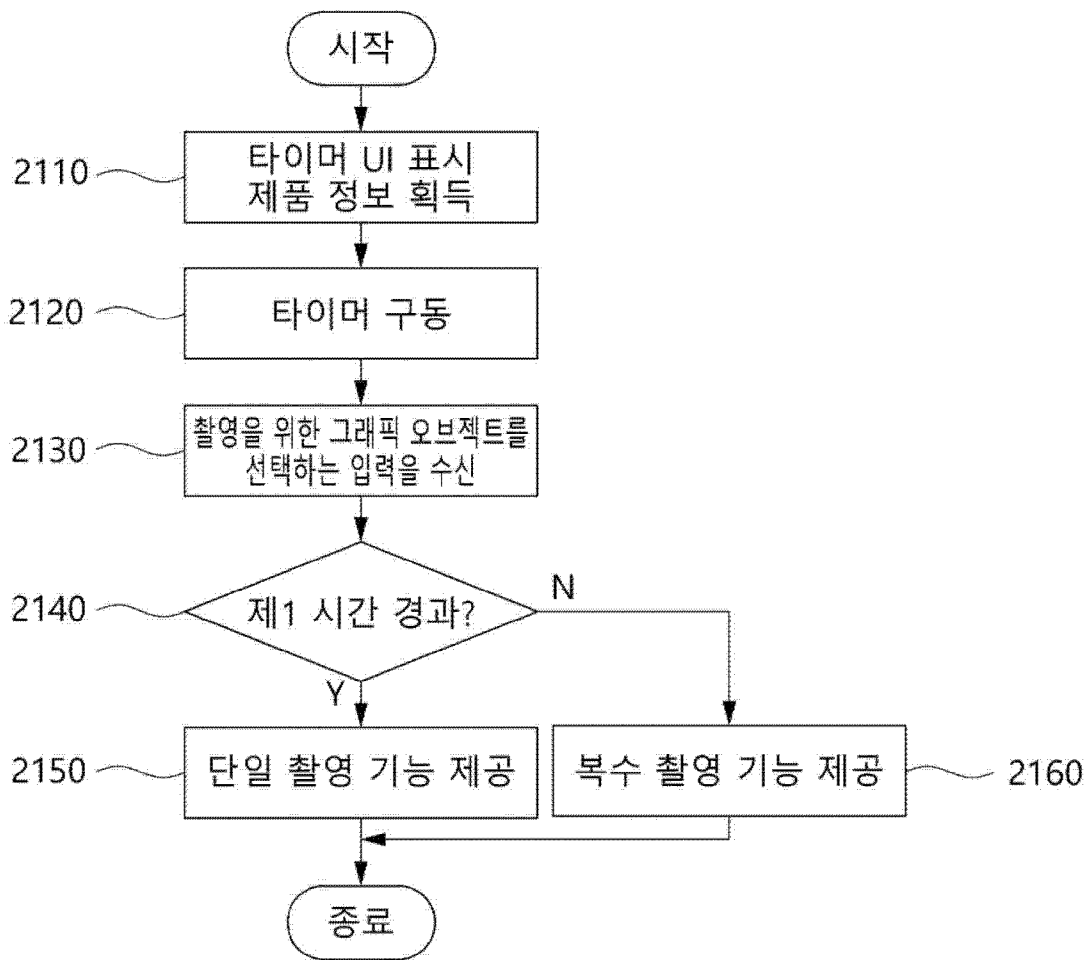 시작
2110
타이머 UI 표시
제품 정보 획득
2120
타이머 구동
2130
촬영을 위한 그래픽 오브젝트를
선택하는 입력을 수신
2140
제1 시간 경과?
N
Y
2150
단일 촬영 기능 제공
복수 촬영 기능 제공
2160
종료